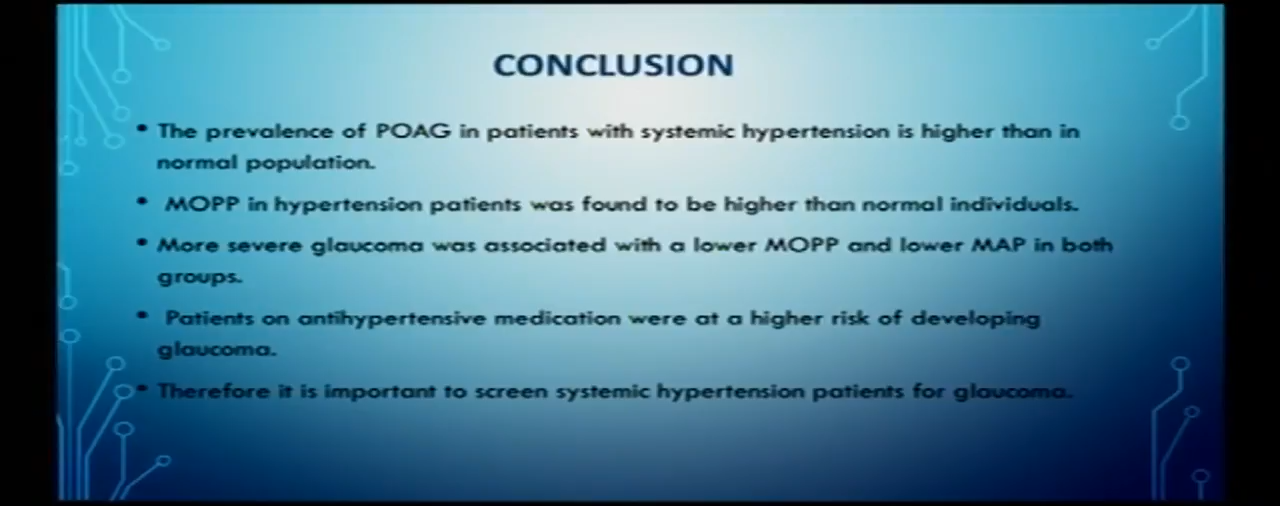 CONCLUSION
• The prevalence of POAG in patients with systemic hypertension is higher than in
normal population.
• MOPP in hypertension patients was found to be higher than normal individuals.
• More severe glaucoma was associated with a lower MOPP and lower MAP in both
groups.
• Patients on antihypertensive medication were at a higher risk of developing
glaucoma.
• Therefore it is important to screen systemic hypertension patients for glaucoma.